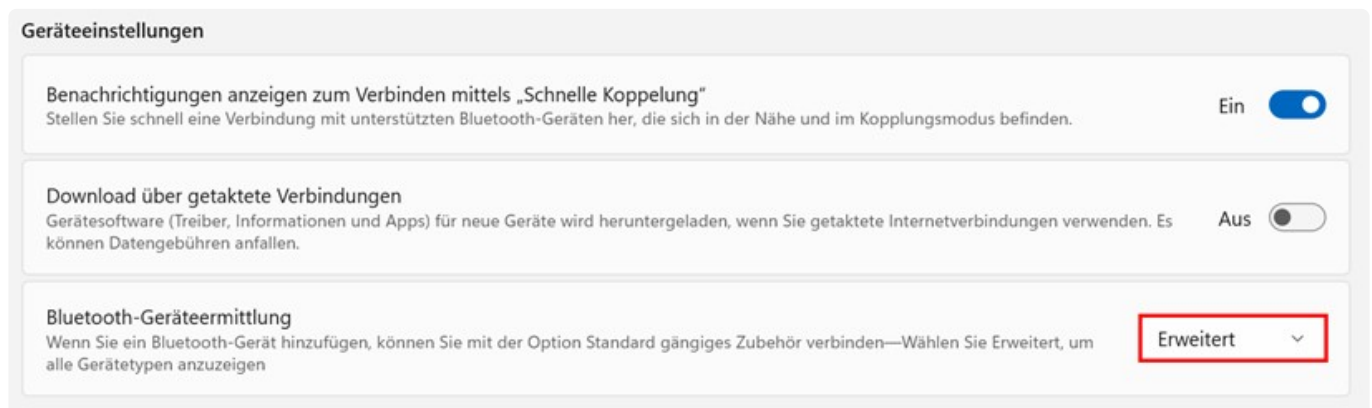 Geräteeinstellungen
Benachrichtigungen anzeigen zum Verbinden mittels „Schnelle Koppelung“
Ein
Stellen Sie schnell eine Verbindung mit unterstützten Bluetooth-Geräten her, die sich in der Nähe und im Kopplungsmodus befinden.
Download über getaktete Verbindungen
Gerätesoftware (Treiber, Informationen und Apps) für neue Geräte wird heruntergeladen, wenn Sie getaktete Internetverbindungen verwenden. Es
Aus
können Datengebühren anfallen.
Bluetooth-Geräteermittlung
Wenn Sie ein Bluetooth-Gerät hinzufügen, können Sie mit der Option Standard gängiges Zubehör verbinden—Wählen Sie Erweitert, um
Erweitert
alle Gerätetypen anzuzeigen